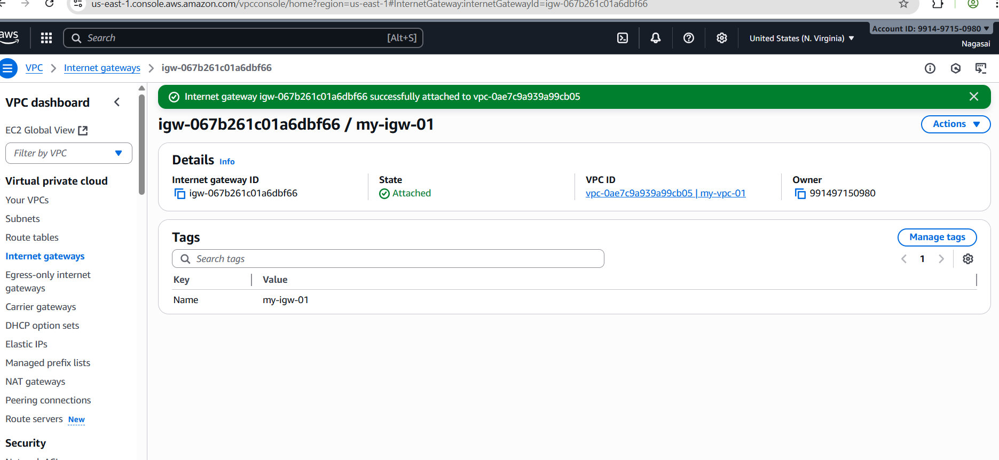 us-east-1.console.aws.amazon.com/vpcconsole/home?region=us-east-1#InternetGateway:internetGatewayId=igw-067b261c01a6dbf66
aws
Search [Alt+S]
United States (N. Virginia)
Account ID: 9914-9715-0980
Nagasai
VPC
Internet gateways
igw-067b261c01a6dbf66
VPC dashboard
EC2 Global View
Filter by VPC
Virtual private cloud
Your VPCs
Subnets
Route tables
Internet gateways
Egress-only internet
gateways
Carrier gateways
DHCP option sets
Elastic IPs
Managed prefix lists
NAT gateways
Peering connections
Route servers New
Security
Internet gateway igw-067b261c01a6dbf66 successfully attached to vpc-0ae7c9a939a99cb05
igw-067b261c01a6dbf66 / my-igw-01
Actions
Details Info
Internet gateway ID
igw-067b261c01a6dbf66
State
Attached
VPC ID
vpc-0ae7c9a939a99cb05 | my-vpc-01
Owner
991497150980
Tags
Manage tags
Search tags
1
Key Value
Name my-igw-01